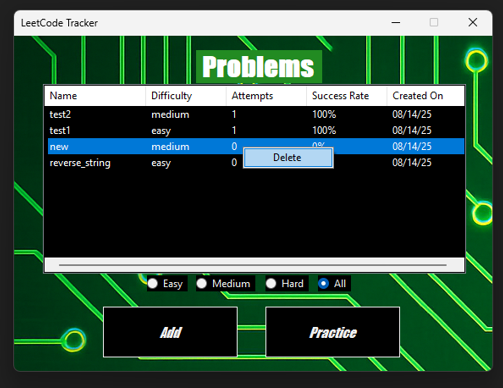 LeetCode Tracker
Problems
Name Difficulty Attempts Success Rate Created On
test2 medium 1 100% 08/14/25
test1 easy 1 100% 08/14/25
new medium 0 0% 08/14/25
Delete
reverse_string easy 0 08/14/25
Easy Medium Hard All
Add Practice